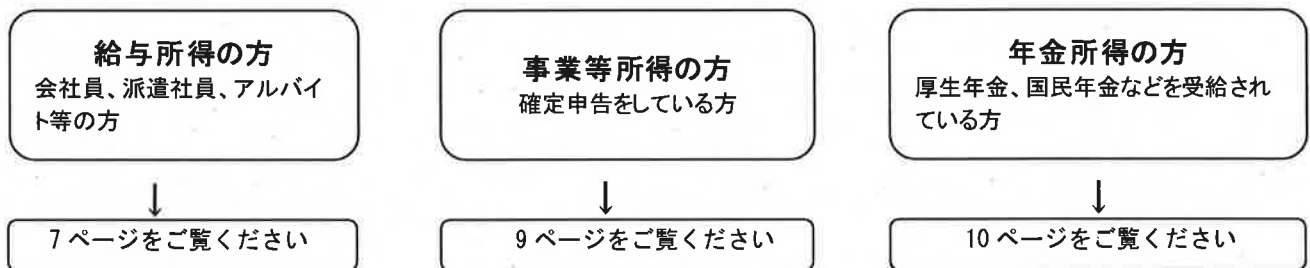 給与所得の方
会社員、派遣社員、アルバイ
ト等の方
↓
7 ページをご覧ください
事業等所得の方
確定申告をしている方
↓
9 ページをご覧ください
年金所得の方
厚生年金、国民年金などを受給され
ている方
↓
10 ページをご覧ください